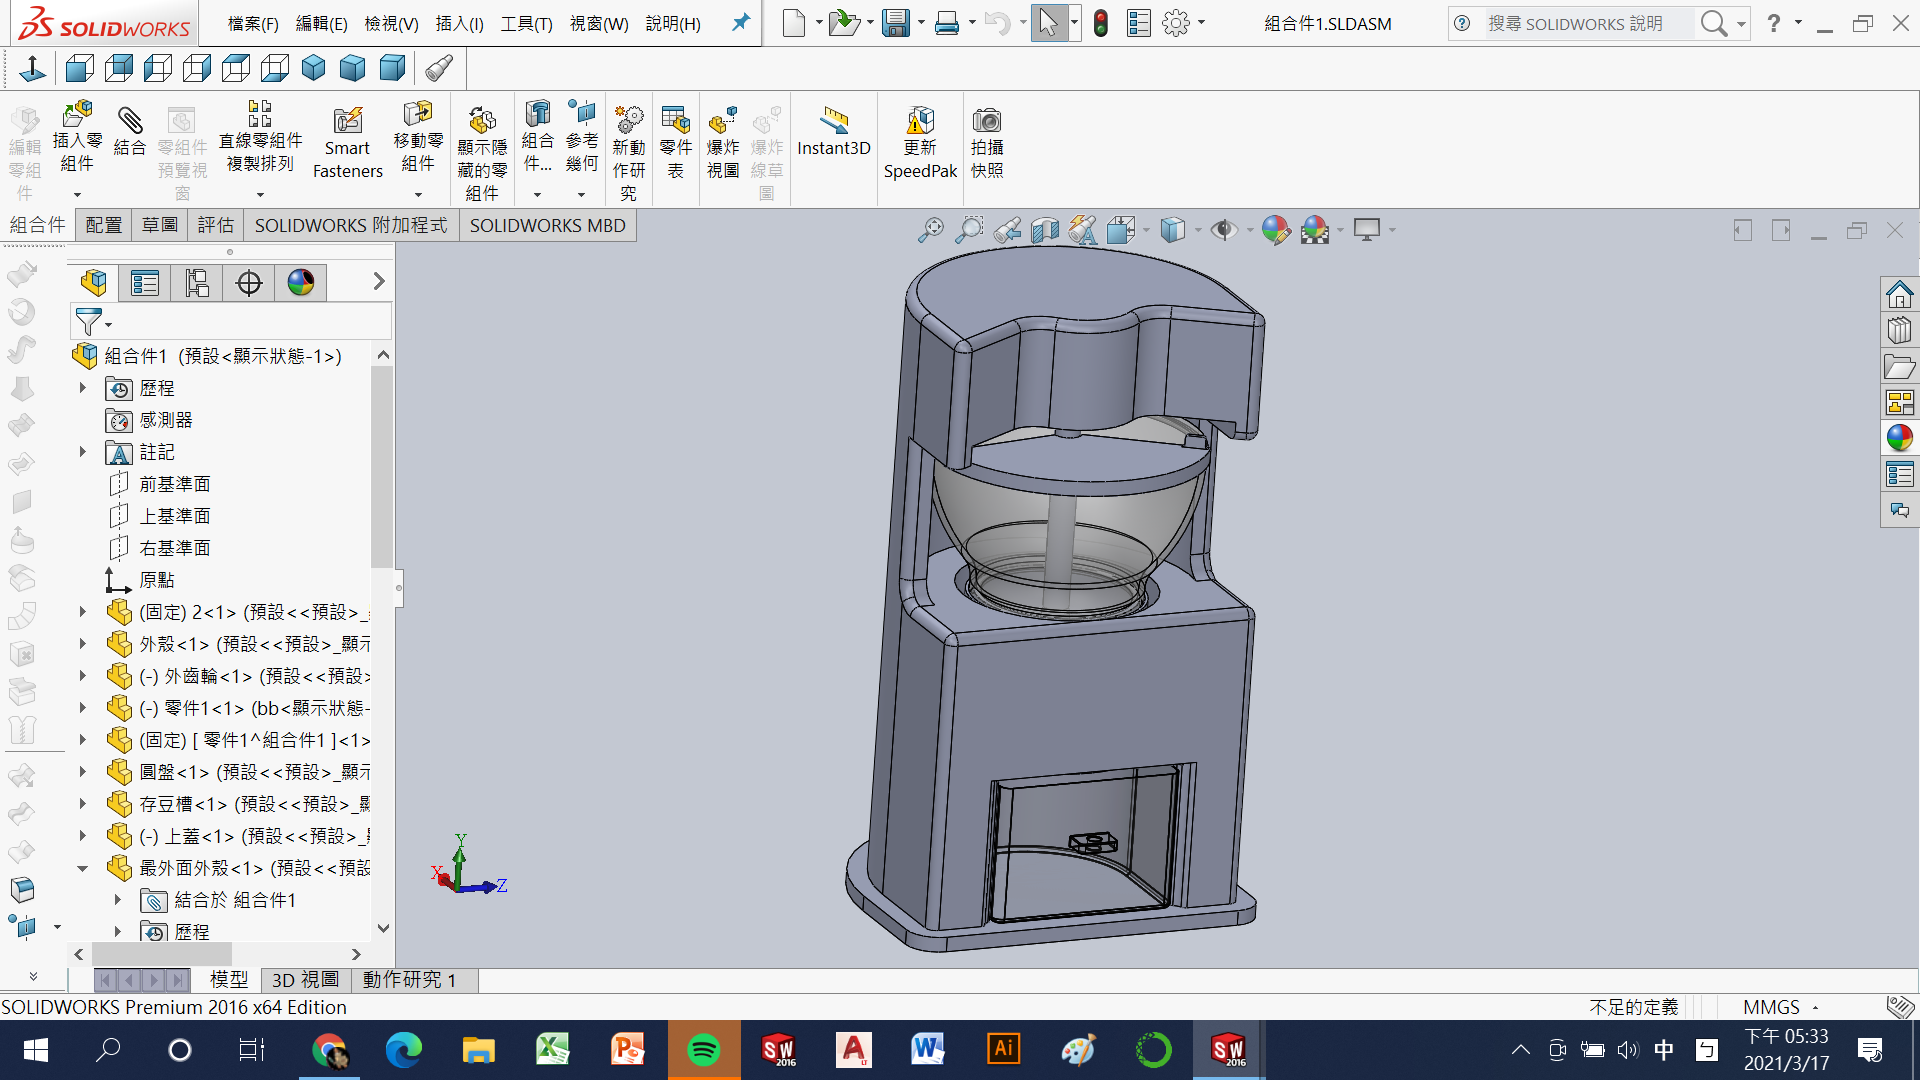 SOLIDWORKS
檔案(F) 編輯(E) 檢視(V) 插入(I) 工具(T) 視窗(W) 說明(H)
組合件1.SLDASM
搜尋 SOLIDWORKS 說明
編輯零組件
插入零組件
結合
零組件預覽視窗
直線零組件複製排列
Smart Fasteners
移動零組件
顯示隱藏的零組件
組合件...
參考幾何
新動作研究
零件表
爆炸視圖
爆炸線草圖
Instant3D
更新 SpeedPak
拍攝快照
組合件 配置 草圖 評估 SOLIDWORKS 附加程式 SOLIDWORKS MBD
組合件1 (預設<顯示狀態-1>)
歷程
感測器
註記
前基準面
上基準面
右基準面
原點
(固定) 2<1> (預設<<預設>_
外殼<1> (預設<<預設>_顯示
(-) 外齒輪<1> (預設<<預設>
(-) 零件1<1> (bb<顯示狀態-
(固定) [ 零件1^組合件1 ]<1>
圓盤<1> (預設<<預設>_顯示
存豆槽<1> (預設<<預設>_顯
(-) 上蓋<1> (預設<<預設>_
最外面外殼<1> (預設<<預設
結合於 組合件1
歷程
Y
X
Z
模型 3D 視圖 動作研究 1
SOLIDWORKS Premium 2016 x64 Edition
不足的定義 MMGS
中 ㄅ
下午 05:33
2021/3/17